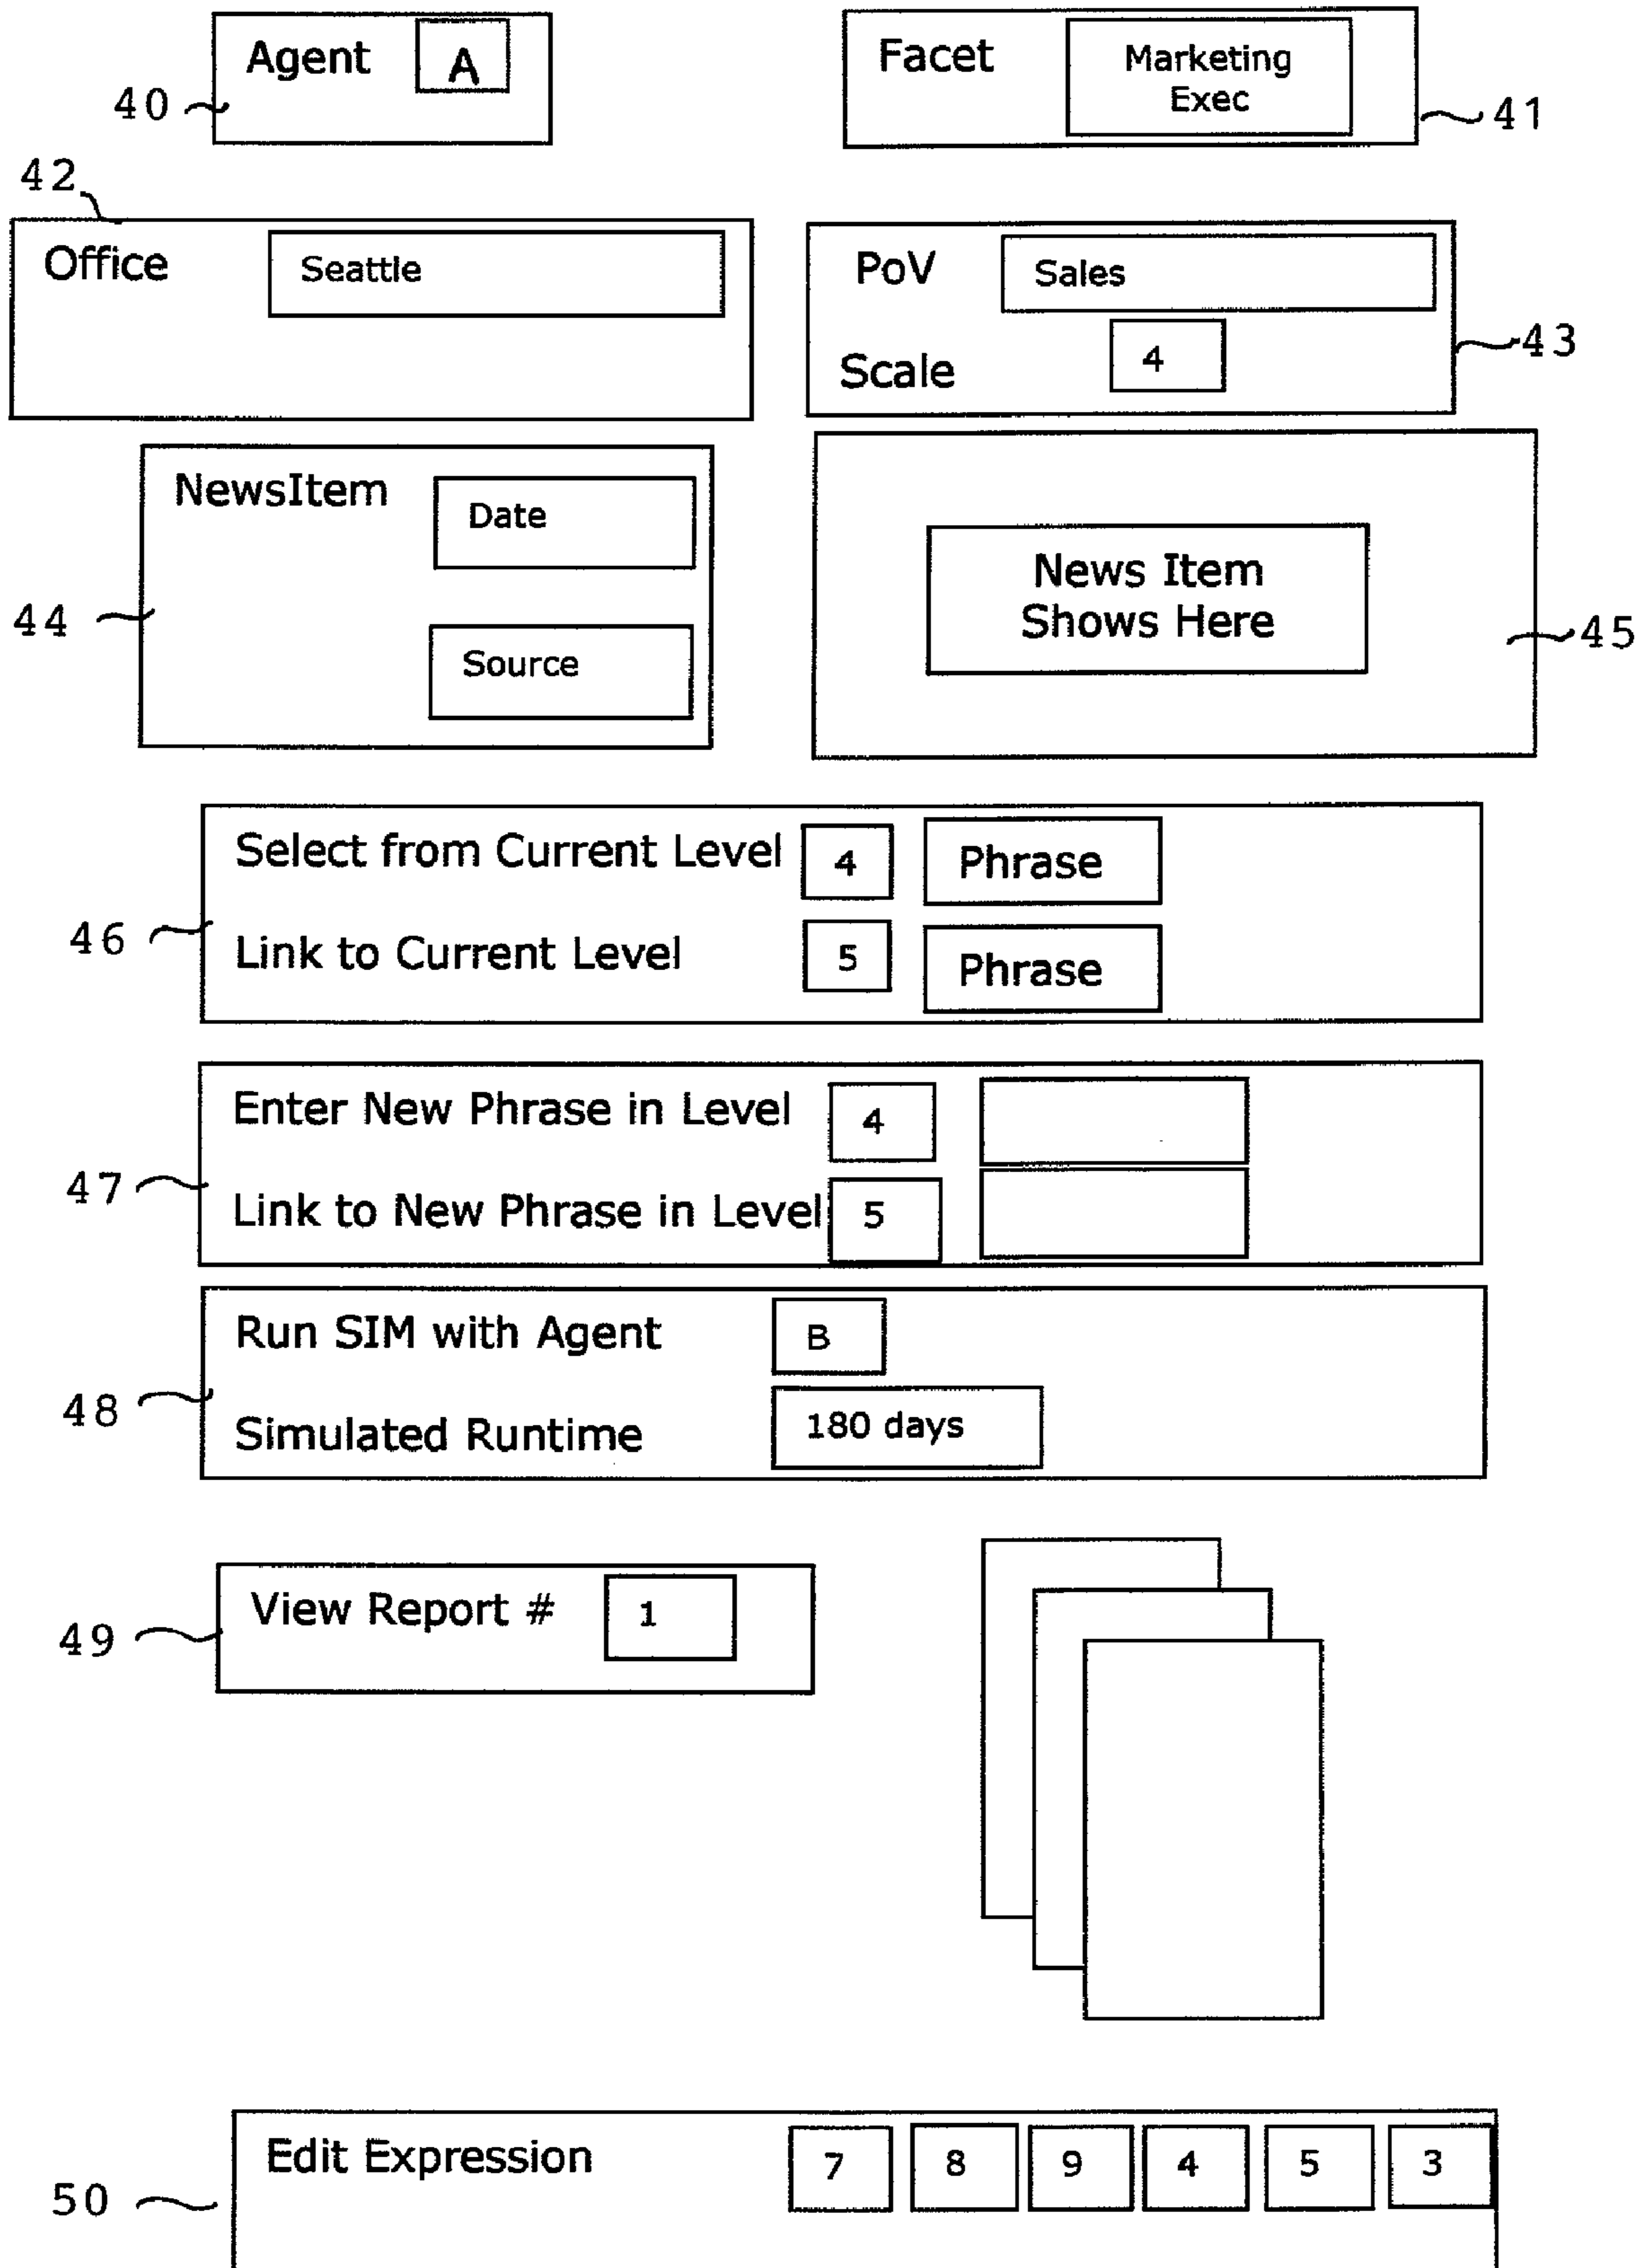 Agent A
40
Facet Marketing
Exec
41
42
Office Seattle
PoV Sales
Scale 4
43
NewsItem Date
Source
44
News Item
Shows Here
45
Select from Current Level 4 Phrase
46
Link to Current Level 5 Phrase
Enter New Phrase in Level 4
47
Link to New Phrase in Level 5
Run SIM with Agent B
48
Simulated Runtime 180 days
View Report # 1
49
Edit Expression 7 8 9 4 5 3
50